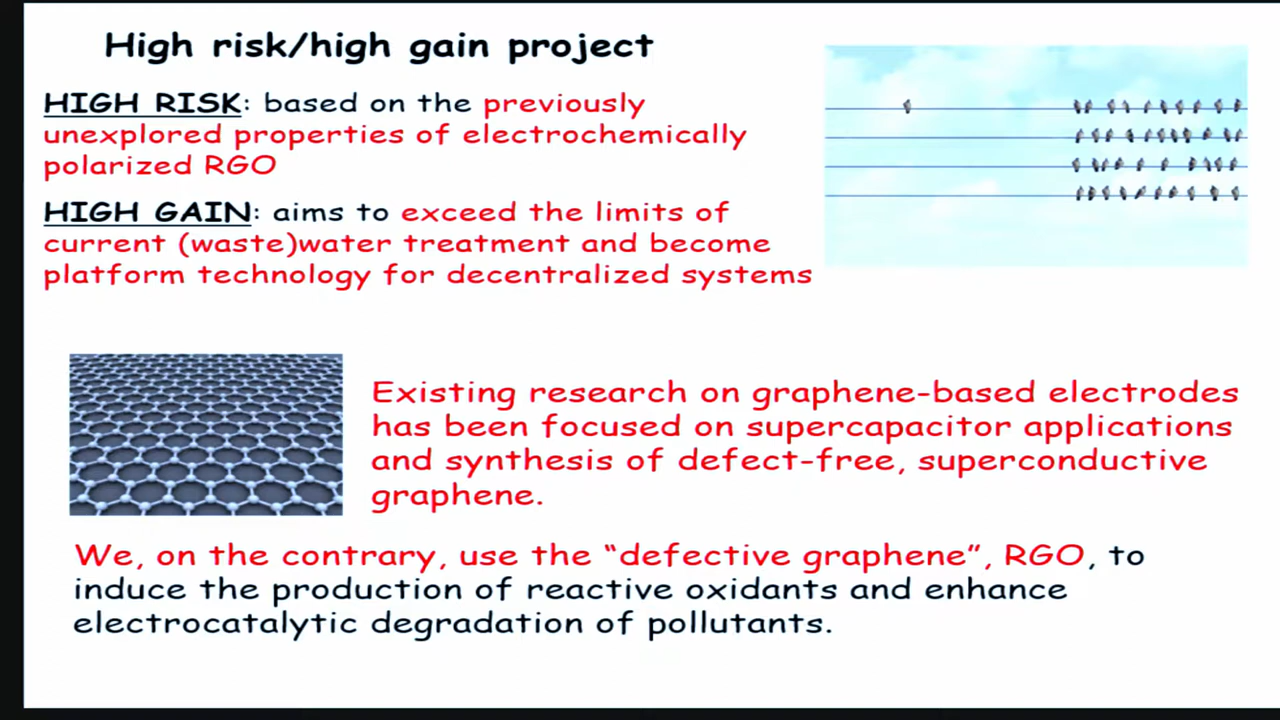 High risk/high gain project
HIGH RISK: based on the previously
unexplored properties of electrochemically
polarized RGO
HIGH GAIN: aims to exceed the limits of
current (waste)water treatment and become
platform technology for decentralized systems
Existing research on graphene-based electrodes
has been focused on supercapacitor applications
and synthesis of defect-free, superconductive
graphene.
We, on the contrary, use the “defective graphene”, RGO, to
induce the production of reactive oxidants and enhance
electrocatalytic degradation of pollutants.